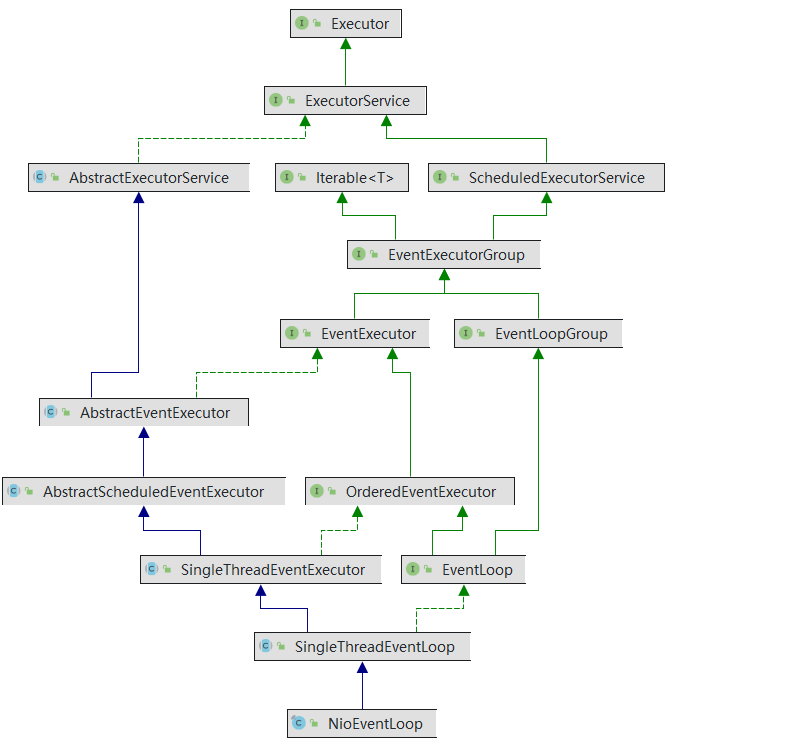 Executor
ExecutorService
AbstractExecutorService
Iterable<T>
ScheduledExecutorService
EventExecutorGroup
EventExecutor
EventLoopGroup
AbstractEventExecutor
AbstractScheduledEventExecutor
OrderedEventExecutor
SingleThreadEventExecutor
EventLoop
SingleThreadEventLoop
NioEventLoop